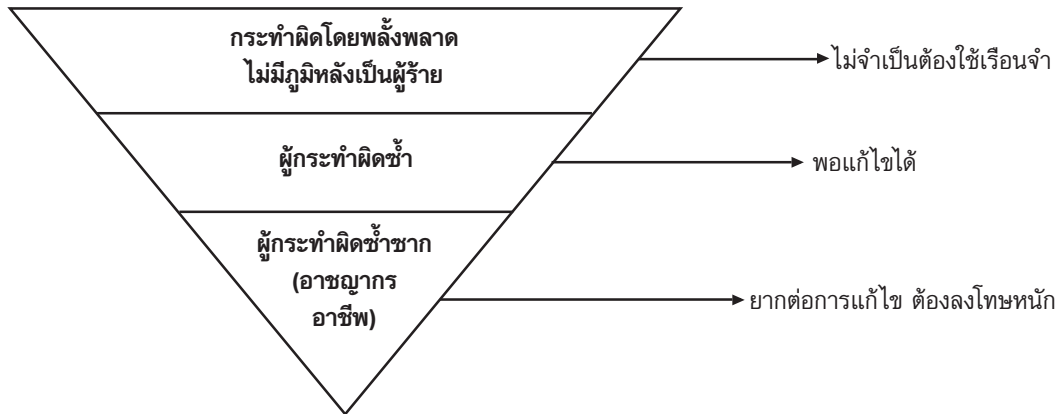 กระทำผิดโดยพลั้งพลาด
ไม่มีภูมิหลังเป็นผู้ร้าย
ไม่จำเป็นต้องใช้เรือนจำ
ผู้กระทำผิดซ้ำ
พอแก้ไขได้
ผู้กระทำผิดซ้ำซาก
(อาชญากร
อาชีพ)
ยากต่อการแก้ไข ต้องลงโทษหนัก